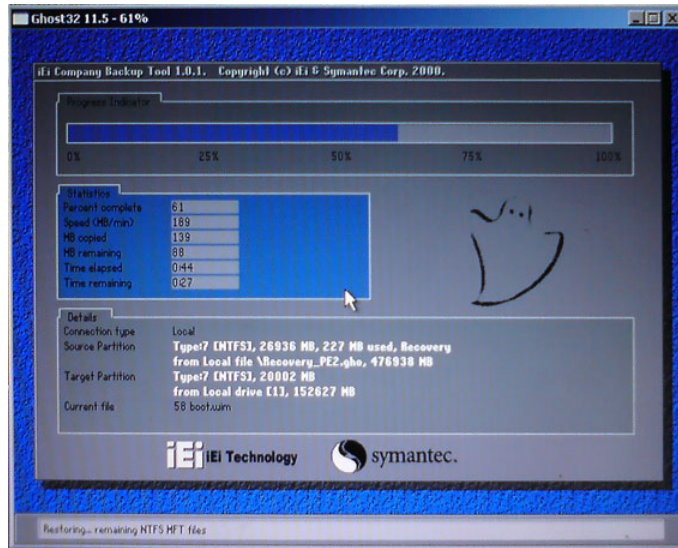 Ghost32 11.5 - 61%
iEi Company Backup Tool 1.0.1. Copyright (c) iEi & Symantec Corp. 2000.
Progress Indicator
0% 25% 50% 75% 100%
Statistics
Percent complete 61
Speed (MB/min) 189
MB copied 139
MB remaining 88
Time elapsed 0:44
Time remaining 0:27
Details
Connection type Local
Source Partition Type:7 [NTFS], 26936 MB, 227 MB used, Recovery
from Local file \Recovery_PE2.gho, 476938 MB
Target Partition Type:7 [NTFS], 20002 MB
from Local drive [1], 152627 MB
Current file 58 boot.wim
iEi iEi Technology symantec.
Restoring... remaining NTFS MFT files